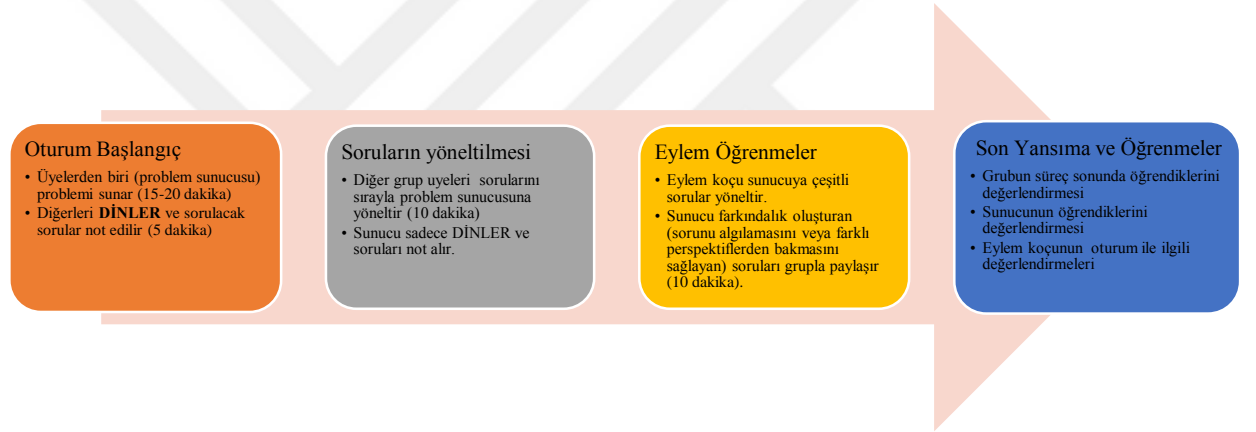 Oturum Başlangıç
• Üyelerden biri (problem sunucusu)
problemi sunar (15-20 dakika)
• Diğerleri DİNLER ve sorulacak
sorular not edilir (5 dakika)
Soruların yöneltilmesi
• Diğer grup uyeleri sorularını
sırayla problem sunucusuna
yöneltir (10 dakika)
• Sunucu sadece DİNLER ve
soruları not alır.
Eylem Öğrenmeler
• Eylem koçu sunucuya çeşitli
sorular yöneltir.
• Sunucu farkındalık oluşturan
(sorunu algılamasını veya farklı
perspektiflerden bakmasını
sağlayan) soruları grupla paylaşır
(10 dakika).
Son Yansıma ve Öğrenmeler
• Grubun süreç sonunda öğrendiklerini
değerlendirmesi
• Sunucunun öğrendiklerini
değerlendirmesi
• Eylem koçunun oturum ile ilgili
değerlendirmeleri